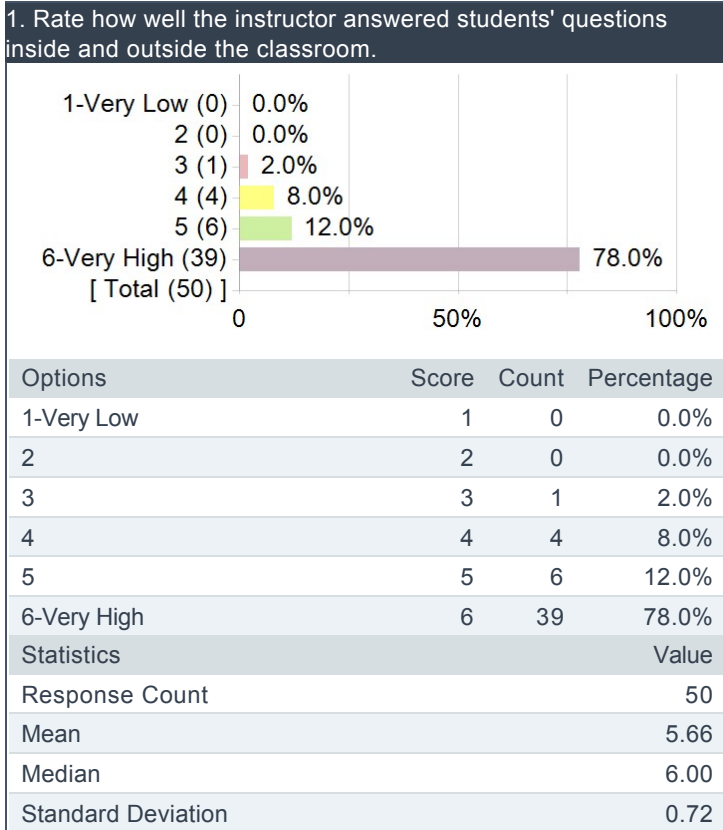 1. Rate how well the instructor answered students' questions
inside and outside the classroom.
1-Very Low (0) 0.0%
2 (0) 0.0%
3 (1) 2.0%
4 (4) 8.0%
5 (6) 12.0%
6-Very High (39) 78.0%
[ Total (50) ]
0 50% 100%
Options Score Count Percentage
1-Very Low 1 0 0.0%
2 2 0 0.0%
3 3 1 2.0%
4 4 4 8.0%
5 5 6 12.0%
6-Very High 6 39 78.0%
Statistics Value
Response Count 50
Mean 5.66
Median 6.00
Standard Deviation 0.72